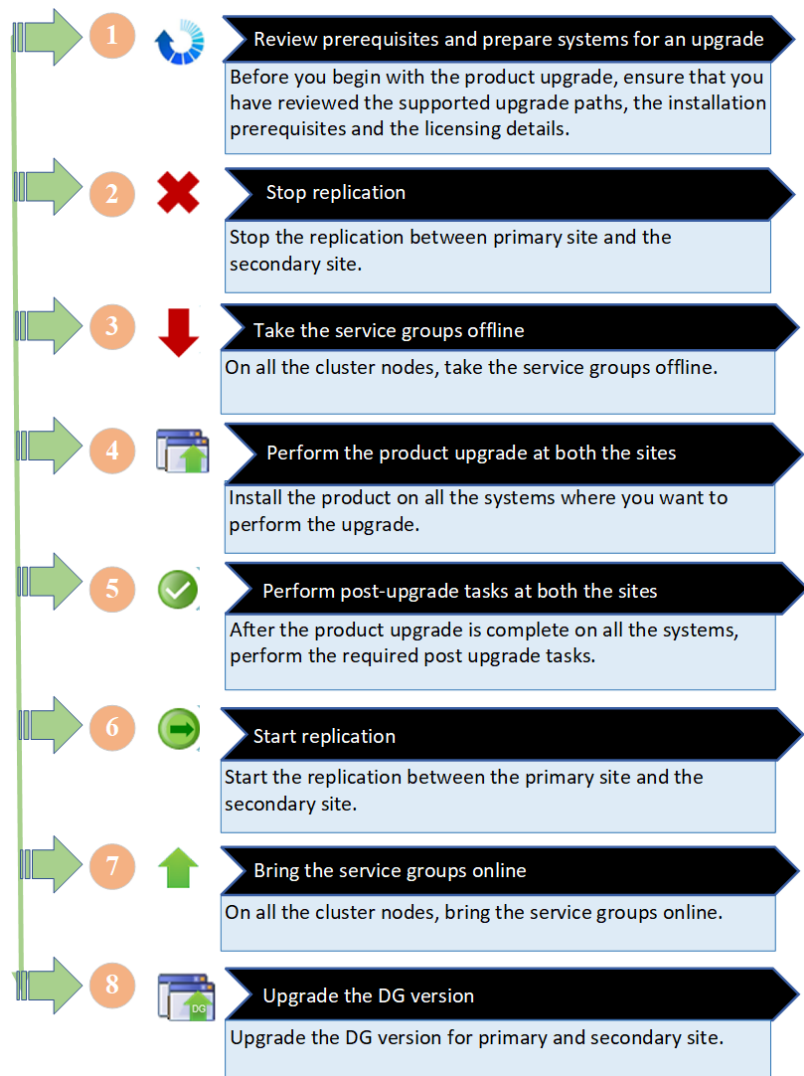 1
Review prerequisites and prepare systems for an upgrade
Before you begin with the product upgrade, ensure that you
have reviewed the supported upgrade paths, the installation
prerequisites and the licensing details.
2
Stop replication
Stop the replication between primary site and the
secondary site.
3
Take the service groups offline
On all the cluster nodes, take the service groups offline.
4
Perform the product upgrade at both the sites
Install the product on all the systems where you want to
perform the upgrade.
5
Perform post-upgrade tasks at both the sites
After the product upgrade is complete on all the systems,
perform the required post upgrade tasks.
6
Start replication
Start the replication between the primary site and the
secondary site.
7
Bring the service groups online
On all the cluster nodes, bring the service groups online.
8
DG
Upgrade the DG version
Upgrade the DG version for primary and secondary site.